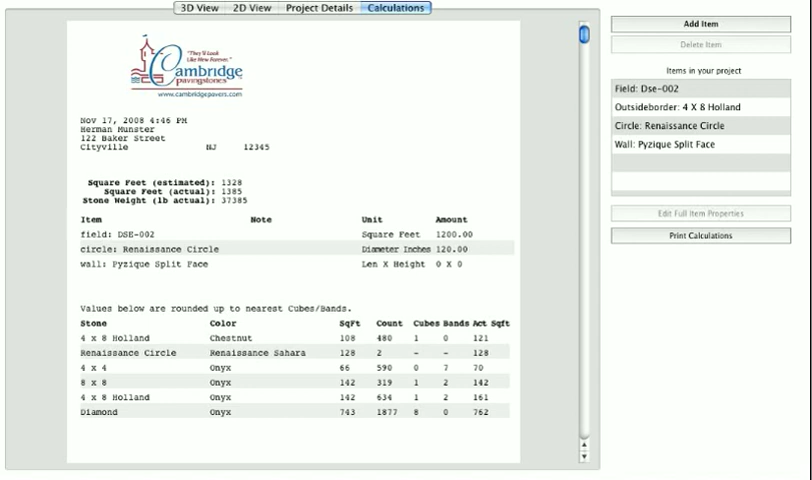 3D View 2D View Project Details Calculations
"They'll Look
Like New Forever."
Cambridge
pavingstones
www.cambridgepavers.com
Nov 17, 2008 4:46 PM
Herman Munster
122 Baker Street
Cityville NJ 12345
Square Feet (estimated): 1328
Square Feet (actual): 1385
Stone Weight (lb actual): 37385
Item Note Unit Amount
field: DSE-002 Square Feet 1200.00
circle: Renaissance Circle Diameter Inches 120.00
wall: Pyzique Split Face Len X Height 0 X 0
Values below are rounded up to nearest Cubes/Bands.
Stone Color SqFt Count Cubes Bands Act Sqft
4 x 8 Holland Chestnut 108 480 1 0 121
Renaissance Circle Renaissance Sahara 128 2 - - 128
4 x 4 Onyx 66 590 0 7 70
8 x 8 Onyx 142 319 1 2 142
4 x 8 Holland Onyx 142 634 1 2 161
Diamond Onyx 743 1877 8 0 762
Add Item
Delete Item
Items in your project
Field: Dse-002
Outsideborder: 4 X 8 Holland
Circle: Renaissance Circle
Wall: Pyzique Split Face
Edit Full Item Properties
Print Calculations